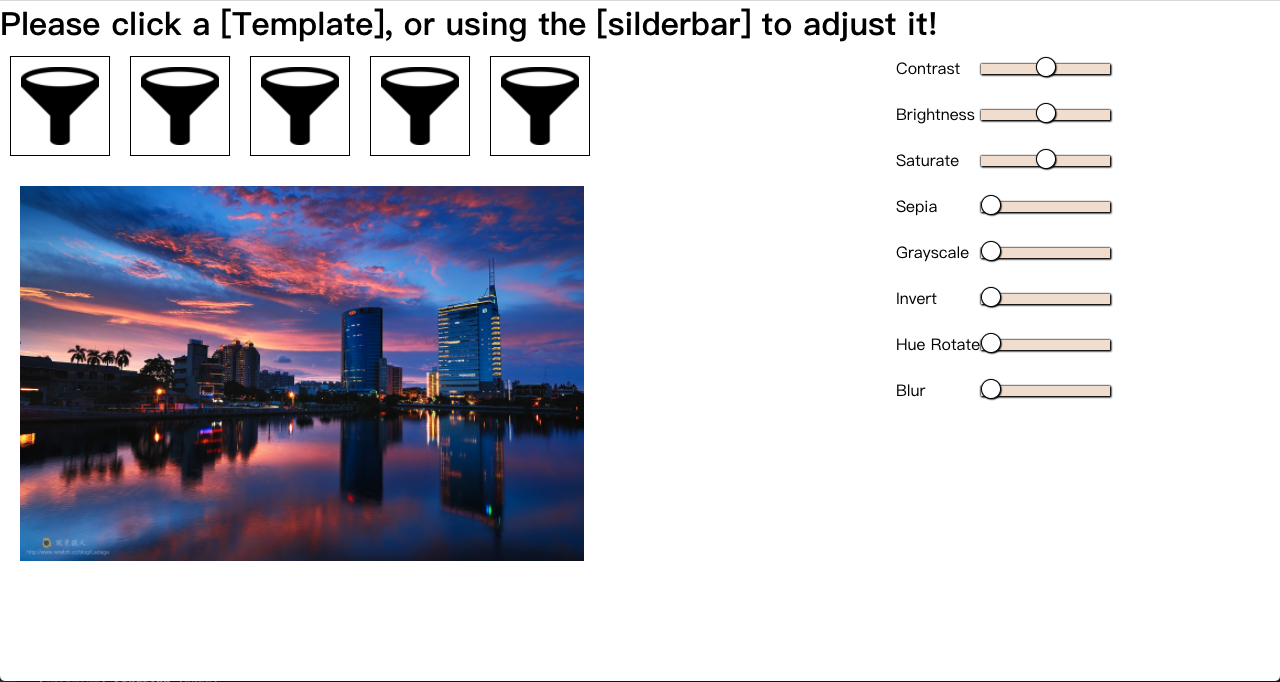 Please click a [Template], or using the [silderbar] to adjust it!
Contrast
Brightness
Saturate
Sepia
Grayscale
Invert
Hue Rotate
Blur